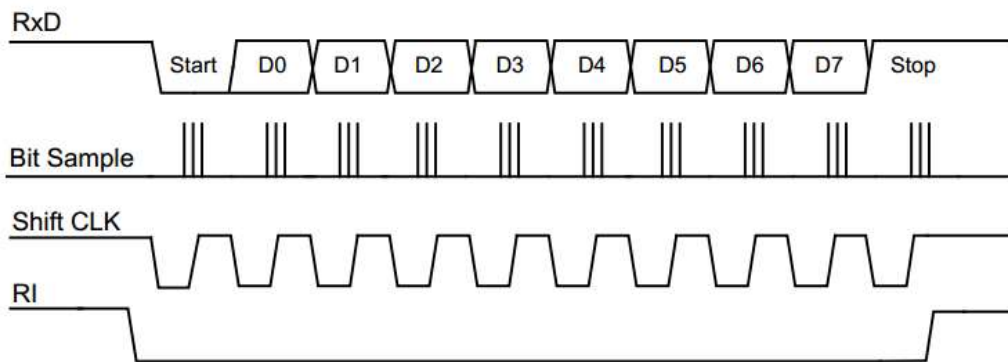 RxD
Start D0 D1 D2 D3 D4 D5 D6 D7 Stop
Bit Sample
Shift CLK
RI